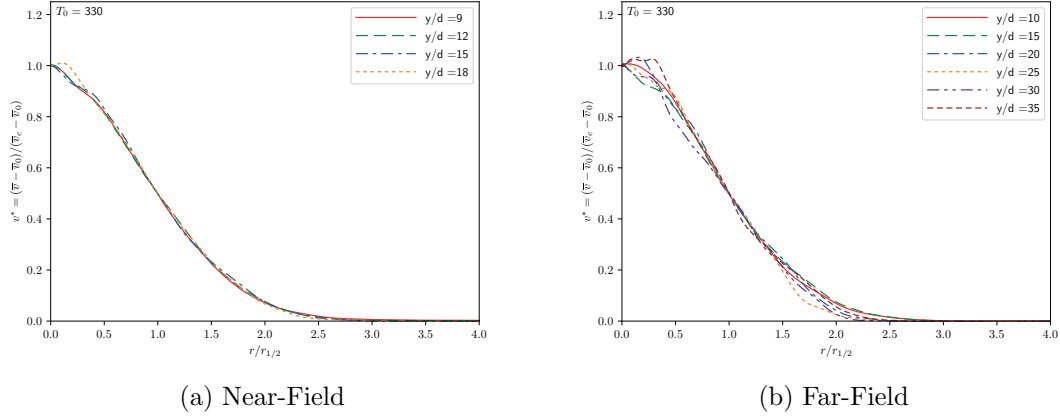 T₀ = 330
y/d =9
y/d =12
y/d =15
y/d =18
1.2
1.0
0.8
0.6
0.4
0.2
0.0
v* = (v̅ − v̅₀)/(v̅_c − v̅₀)
0.0 0.5 1.0 1.5 2.0 2.5 3.0 3.5 4.0
r/r₁/₂
(a) Near-Field
T₀ = 330
y/d =10
y/d =15
y/d =20
y/d =25
y/d =30
y/d =35
1.2
1.0
0.8
0.6
0.4
0.2
0.0
v* = (v̅ − v̅₀)/(v̅_c − v̅₀)
0.0 0.5 1.0 1.5 2.0 2.5 3.0 3.5 4.0
r/r₁/₂
(b) Far-Field